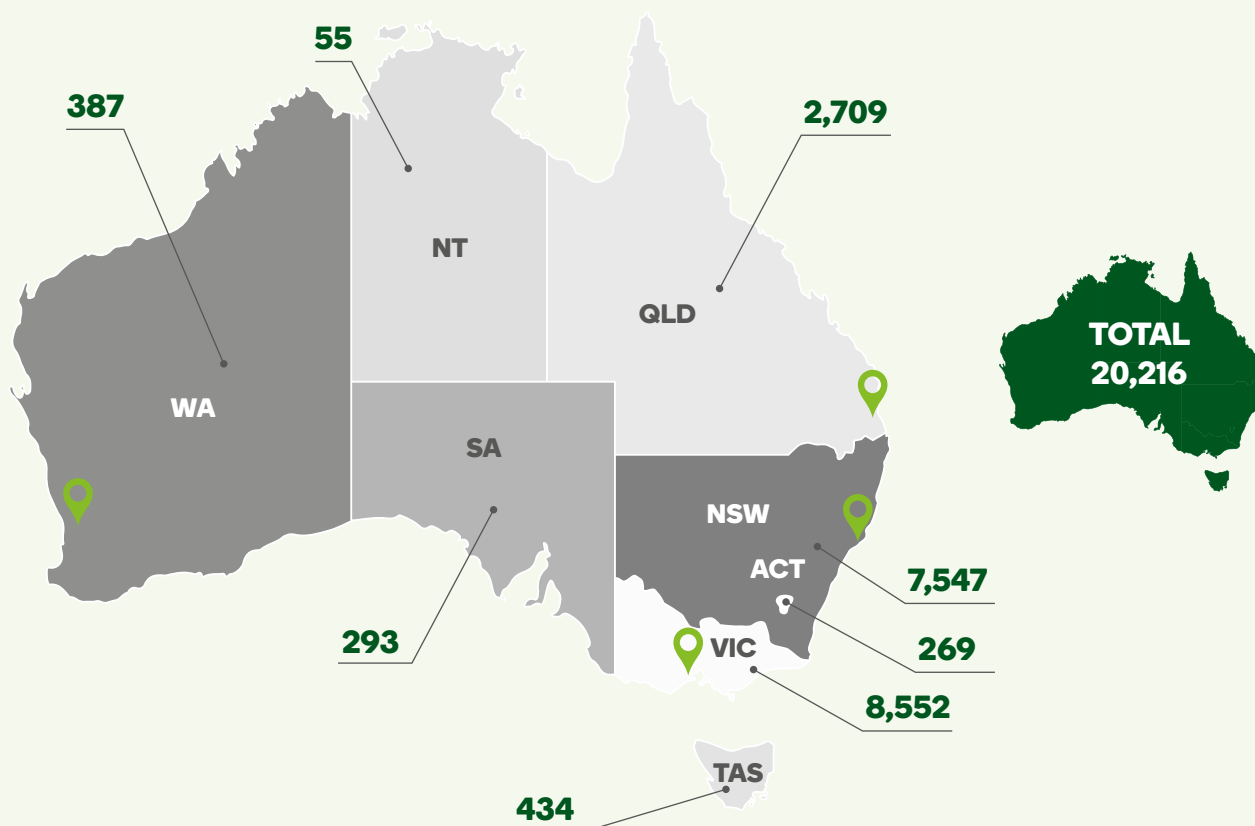 55
387
2,709
NT
QLD
TOTAL
20,216
WA
SA
NSW
ACT
7,547
293
VIC
269
8,552
TAS
434